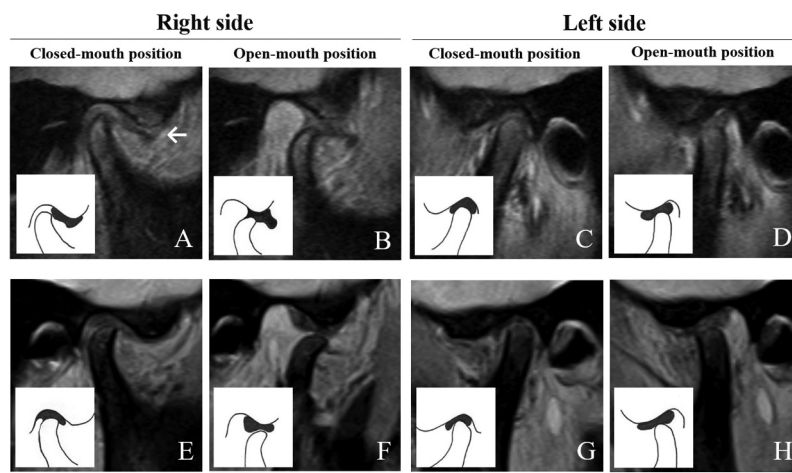 Right side
Left side
Closed-mouth position
Open-mouth position
Closed-mouth position
Open-mouth position
A
B
C
D
E
F
G
H